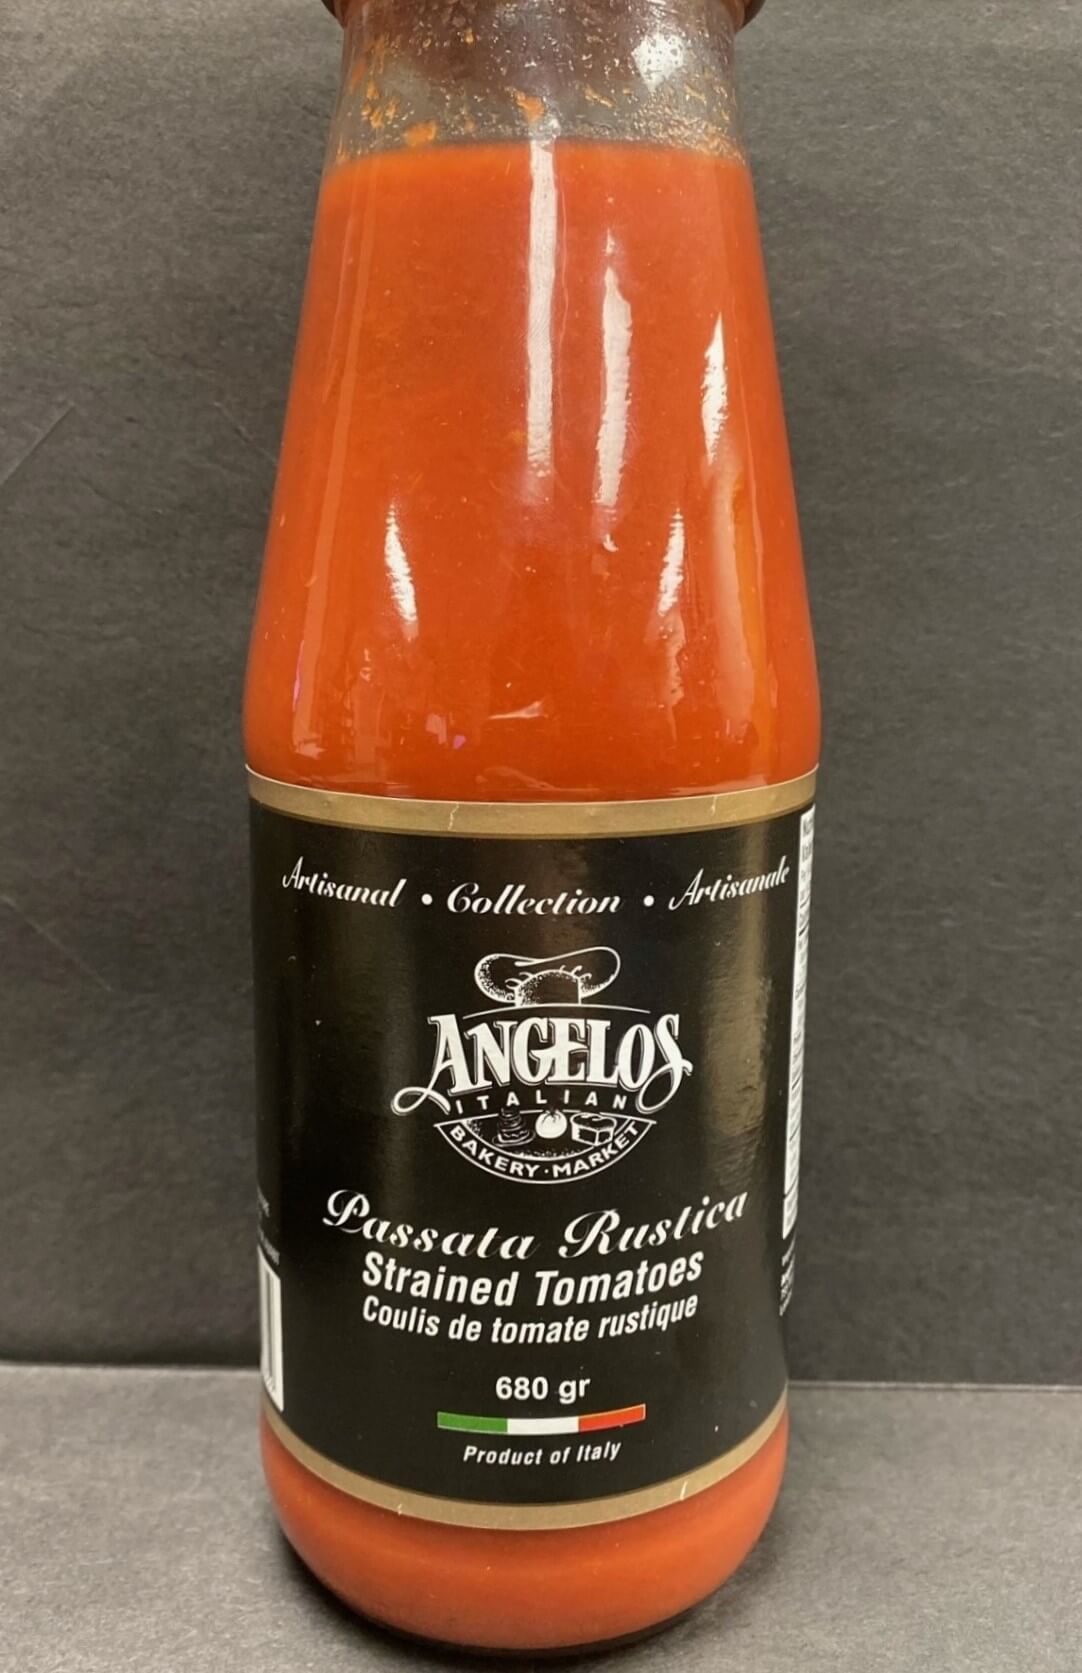 Artisanal • Collection • Artisanale
ANGELOS
ITALIAN
BAKERY · MARKET
Passata Rustica
Strained Tomatoes
Coulis de tomate rustique
680 gr
Product of Italy